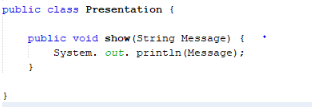 public class Presentation {
public void show(String Message) {
System. out. println(Message);
}
}